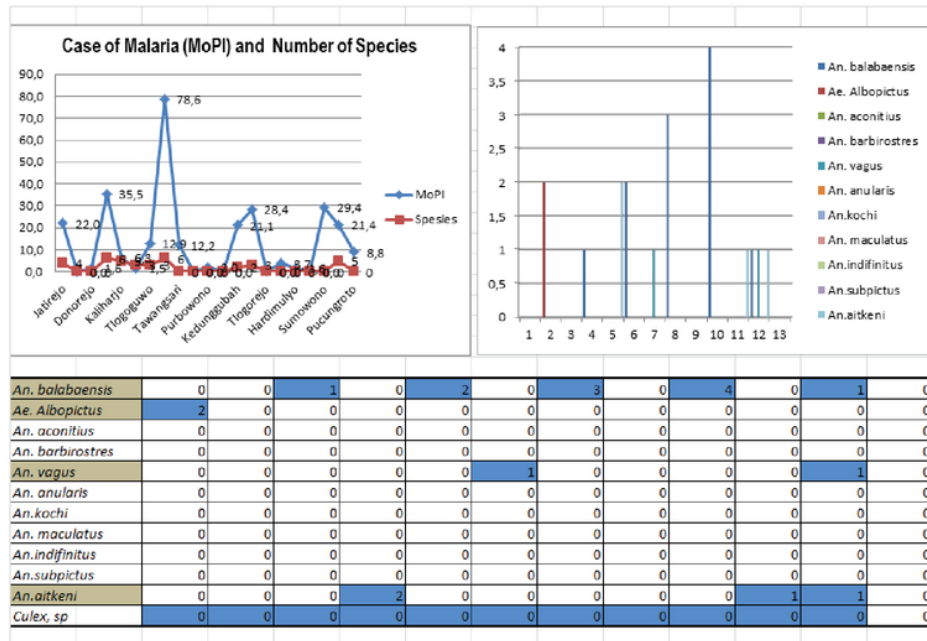 Case of Malaria (MoPI) and Number of Species
90,0
80,0
70,0
60,0
50,0
40,0
30,0
20,0
10,0
0,0
78,6
22,0
35,5
12,9
12,2
21,1
28,4
29,4
21,4
8,8
4
6
5
0
MoPI
Spesies
Jatirejo
Donorejo
Kaliharjo
Tlogoguwo
Tawangsari
Purbowono
Kedunggubah
Tlogorejo
Hardimulyo
Sumowono
Pucungroto
4
3,5
3
2,5
2
1,5
1
0,5
0
1 2 3 4 5 6 7 8 9 10 11 12 13
An. balabaensis
Ae. Albopictus
An. aconitius
An. barbirostres
An. vagus
An. anularis
An.kochi
An. maculatus
An.indifinitus
An.subpictus
An.aitkeni
An. balabaensis 0 0 1 0 2 0 3 0 4 0 1 0
Ae. Albopictus 2 0 0 0 0 0 0 0 0 0 0 0
An. aconitius 0 0 0 0 0 0 0 0 0 0 0 0
An. barbirostres 0 0 0 0 0 0 0 0 0 0 0 0
An. vagus 0 0 0 0 0 1 0 0 0 0 1 0
An. anularis 0 0 0 0 0 0 0 0 0 0 0 0
An.kochi 0 0 0 0 0 0 0 0 0 0 0 0
An. maculatus 0 0 0 0 0 0 0 0 0 0 0 0
An.indifinitus 0 0 0 0 0 0 0 0 0 0 0 0
An.subpictus 0 0 0 0 0 0 0 0 0 0 0 0
An.aitkeni 0 0 0 2 0 0 0 0 0 1 1 0
Culex, sp 0 0 0 0 0 0 0 0 0 0 0 0